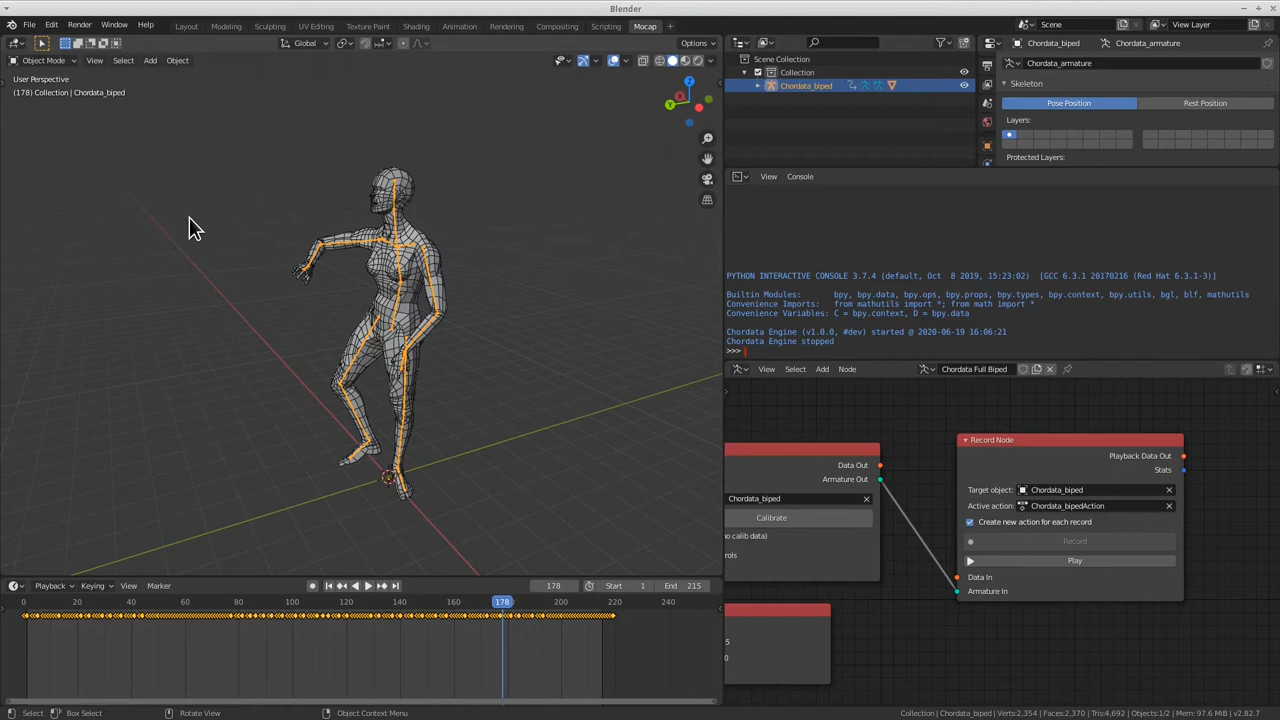 Blender
File Edit Render Window Help Layout Modeling Sculpting UV Editing Texture Paint Shading Animation Rendering Compositing Scripting Mocap + Scene View Layer
Global Options
Object Mode View Select Add Object
User Perspective
(178) Collection | Chordata_biped
Z
X
Y
Scene Collection
Collection
Chordata_biped
Chordata_biped Chordata_armature
Chordata_armature
Skeleton
Pose Position Rest Position
Layers:
Protected Layers:
View Console
PYTHON INTERACTIVE CONSOLE 3.7.4 (default, Oct 8 2019, 15:23:02) [GCC 6.3.1 20170216 (Red Hat 6.3.1-3)]
Builtin Modules: bpy, bpy.data, bpy.ops, bpy.props, bpy.types, bpy.context, bpy.utils, bgl, blf, mathutils
Convenience Imports: from mathutils import *; from math import *
Convenience Variables: C = bpy.context, D = bpy.data
Chordata Engine (v1.0.0, #dev) started @ 2020-06-19 16:06:21
Chordata Engine stopped
>>>
View Select Add Node Chordata Full Biped
Data Out
Armature Out
Chordata_biped
Calibrate
no calib data)
rols
5
0
Record Node
Playback Data Out
Stats
Target object: Chordata_biped
Active action: Chordata_bipedAction
Create new action for each record
Record
Play
Data In
Armature In
Playback Keying View Marker 178 Start 1 End 215
0 20 40 60 80 100 120 140 160 178 200 220 240
Select Box Select Rotate View Object Context Menu Collection | Chordata_biped | Verts:2,354 | Faces:2,370 | Tris:4,692 | Objects:1/2 | Mem: 97.6 MiB | v2.82.7